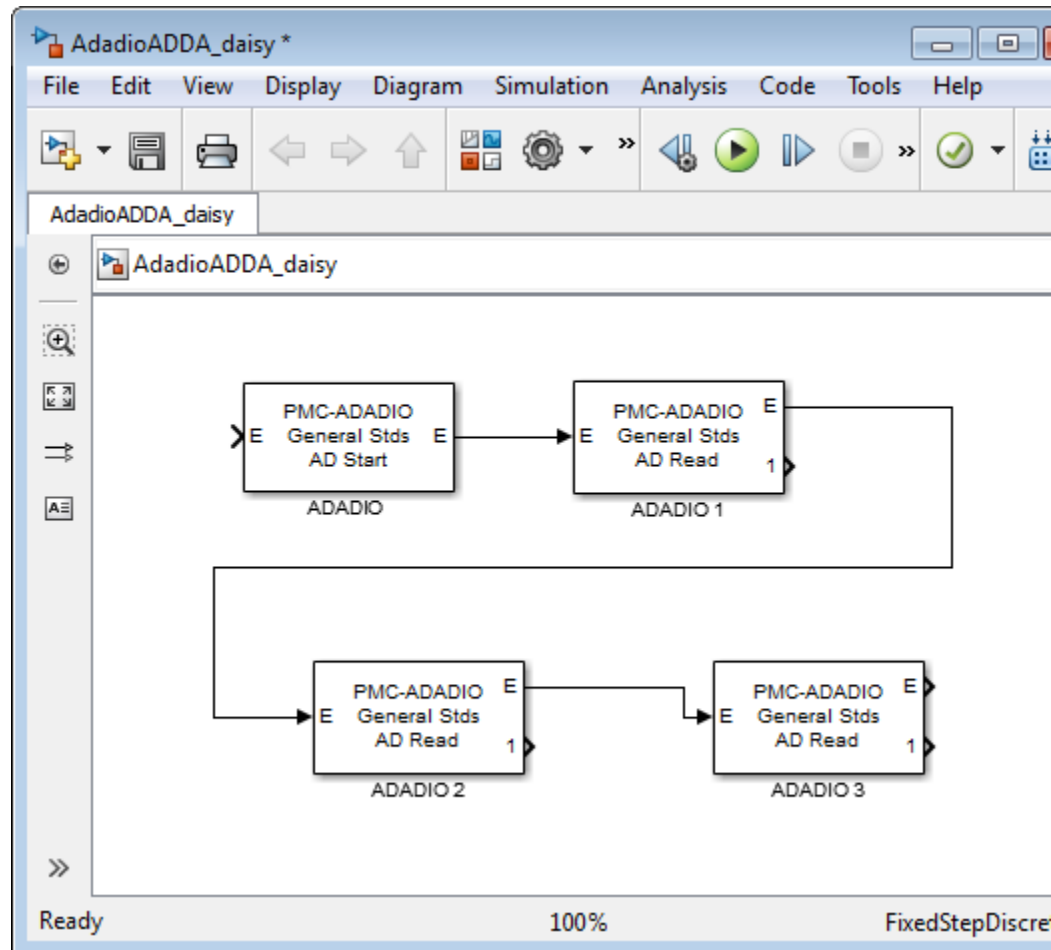 AdadioADDA_daisy *
File Edit View Display Diagram Simulation Analysis Code Tools Help
AdadioADDA_daisy
AdadioADDA_daisy
PMC-ADADIO
General Stds
AD Start
E
E
ADADIO
PMC-ADADIO
General Stds
AD Read
E
E
1
ADADIO 1
PMC-ADADIO
General Stds
AD Read
E
E
1
ADADIO 2
PMC-ADADIO
General Stds
AD Read
E
E
1
ADADIO 3
Ready 100% FixedStepDiscre